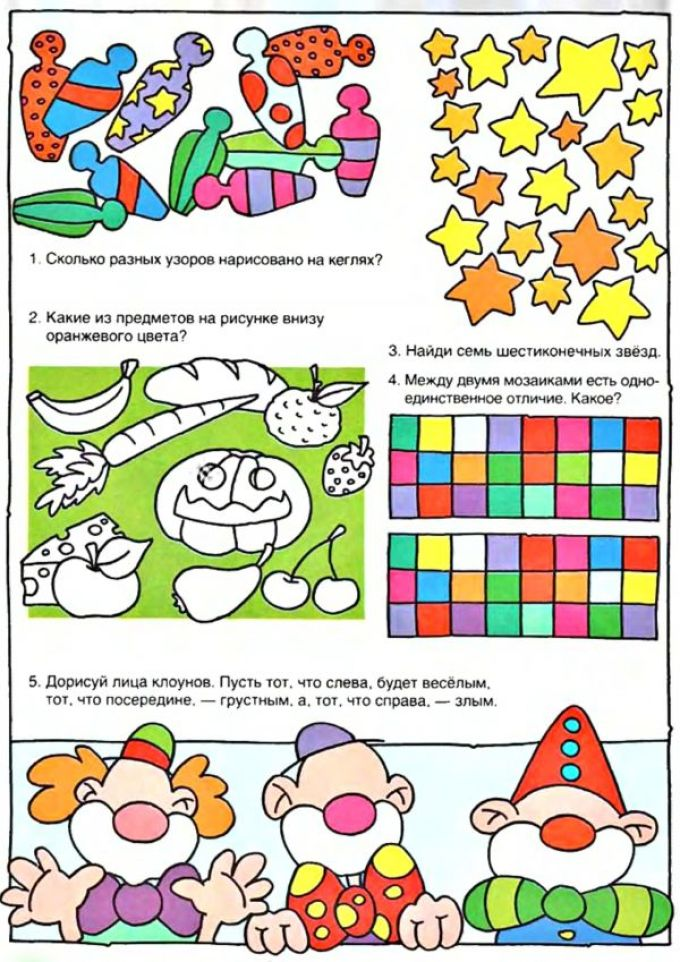 1. Сколько разных узоров нарисовано на кеглях?
2. Какие из предметов на рисунке внизу
оранжевого цвета?
3. Найди семь шестиконечных звёзд.
4. Между двумя мозаиками есть одно-
единственное отличие. Какое?
5. Дорисуй лица клоунов. Пусть тот, что слева, будет весёлым,
тот, что посередине, — грустным, а, тот, что справа, — злым.